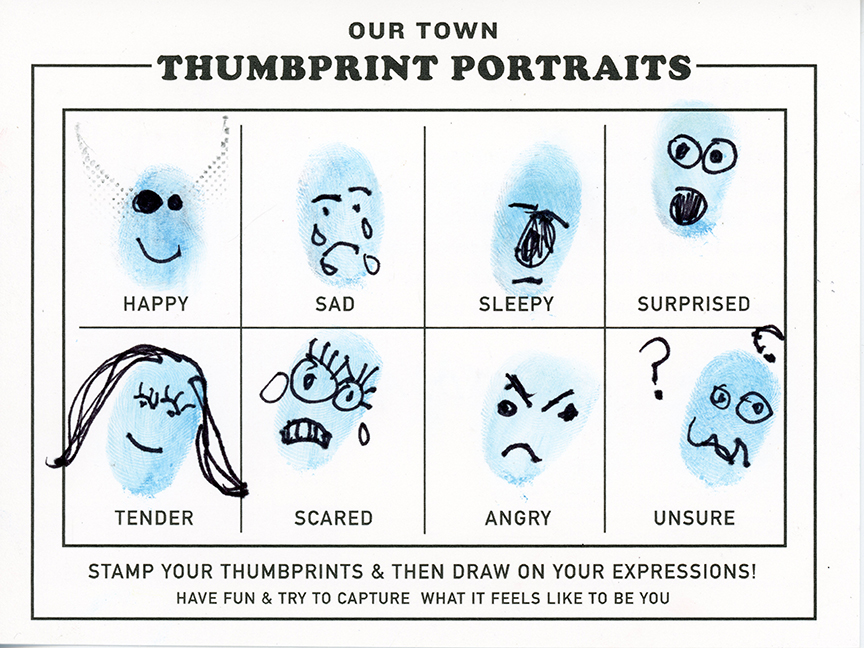 OUR TOWN
THUMBPRINT PORTRAITS
HAPPY
SAD
SLEEPY
SURPRISED
?
?
TENDER
SCARED
ANGRY
UNSURE
STAMP YOUR THUMBPRINTS & THEN DRAW ON YOUR EXPRESSIONS!
HAVE FUN & TRY TO CAPTURE WHAT IT FEELS LIKE TO BE YOU